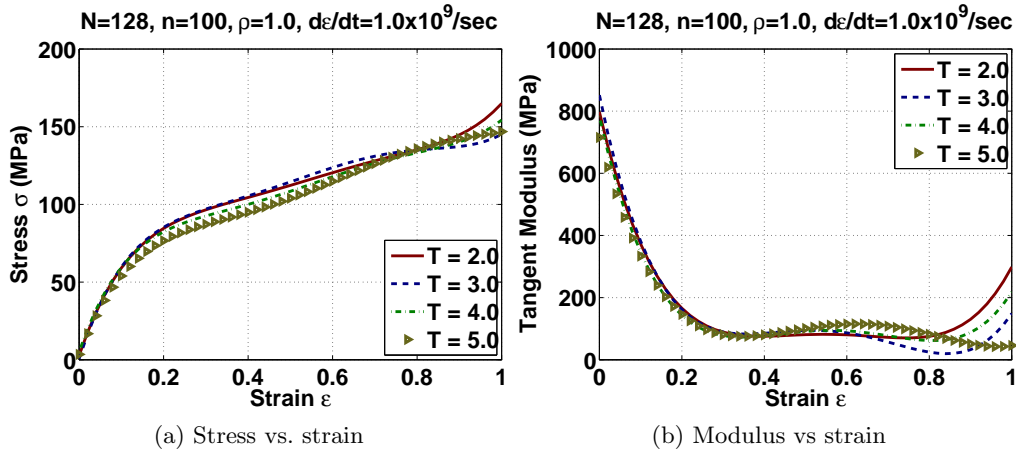 N=128, n=100, ρ=1.0, dε/dt=1.0x10⁹/sec
200
150
100
50
0
Stress σ (MPa)
0 0.2 0.4 0.6 0.8 1
Strain ε
T = 2.0
T = 3.0
T = 4.0
T = 5.0
(a) Stress vs. strain
N=128, n=100, ρ=1.0, dε/dt=1.0x10⁹/sec
1000
800
600
400
200
0
Tangent Modulus (MPa)
0 0.2 0.4 0.6 0.8 1
Strain ε
T = 2.0
T = 3.0
T = 4.0
T = 5.0
(b) Modulus vs strain